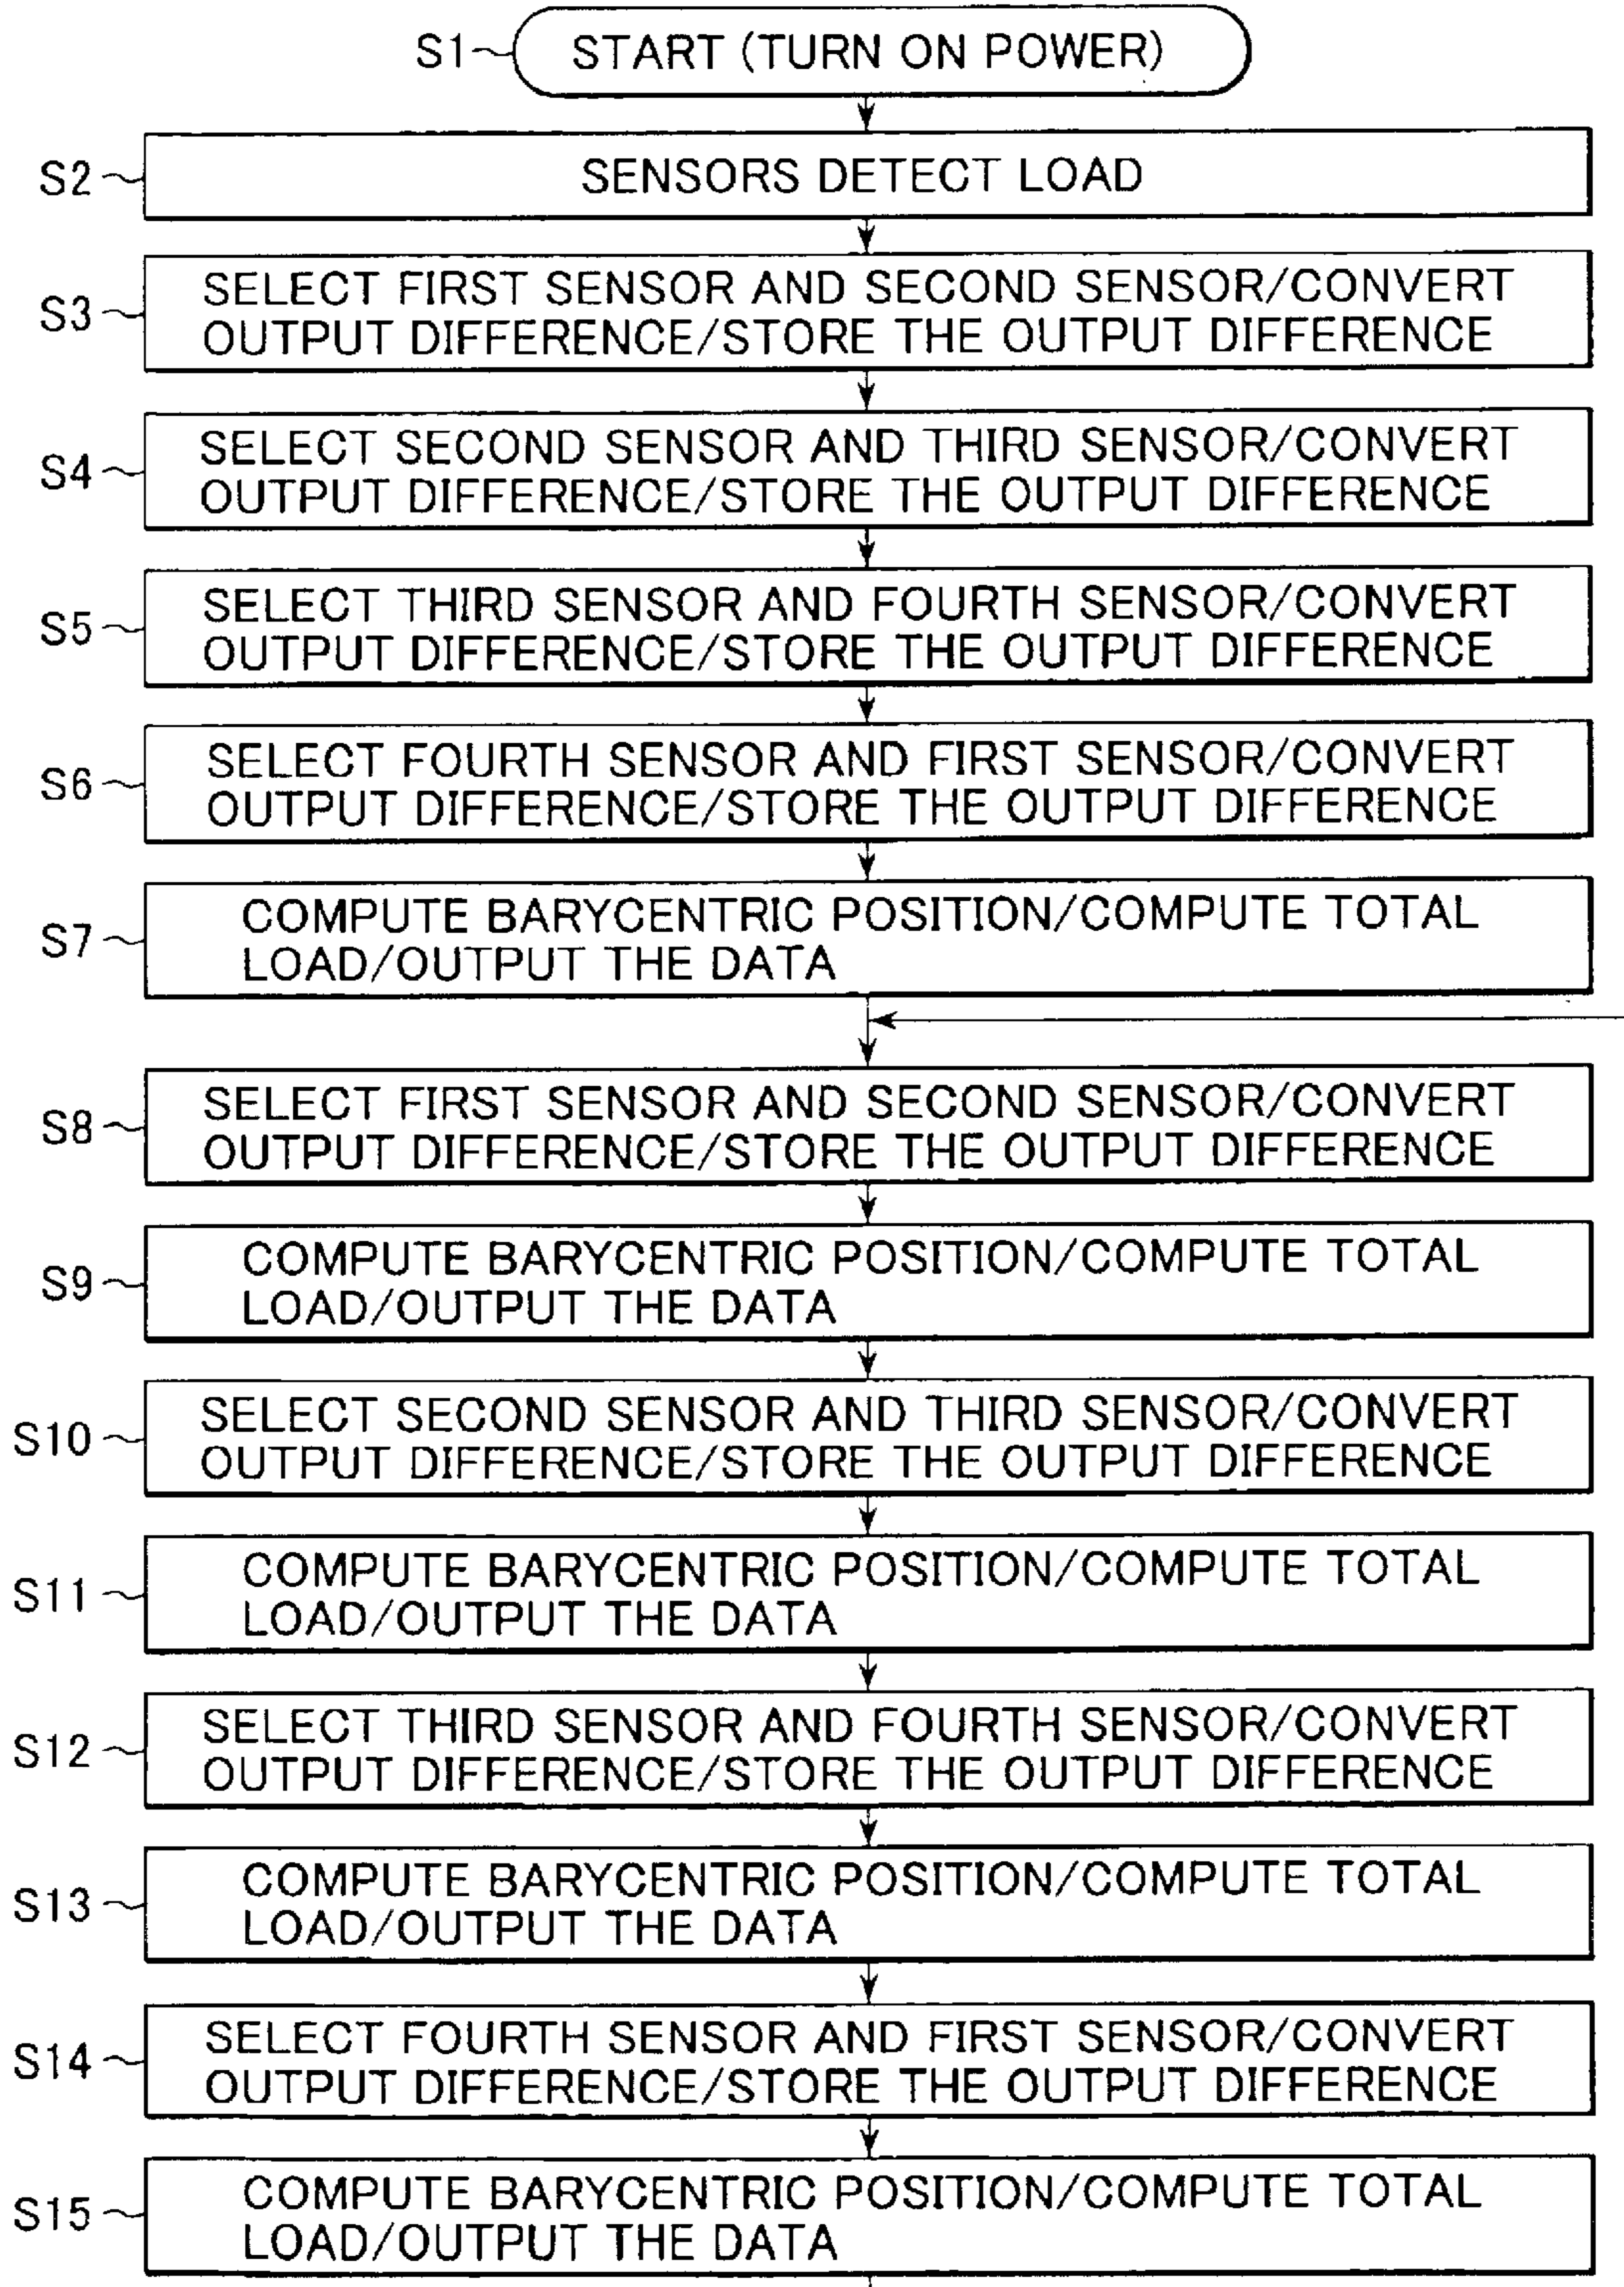 S1 START (TURN ON POWER)
S2 SENSORS DETECT LOAD
S3 SELECT FIRST SENSOR AND SECOND SENSOR/CONVERT
OUTPUT DIFFERENCE/STORE THE OUTPUT DIFFERENCE
S4 SELECT SECOND SENSOR AND THIRD SENSOR/CONVERT
OUTPUT DIFFERENCE/STORE THE OUTPUT DIFFERENCE
S5 SELECT THIRD SENSOR AND FOURTH SENSOR/CONVERT
OUTPUT DIFFERENCE/STORE THE OUTPUT DIFFERENCE
S6 SELECT FOURTH SENSOR AND FIRST SENSOR/CONVERT
OUTPUT DIFFERENCE/STORE THE OUTPUT DIFFERENCE
S7 COMPUTE BARYCENTRIC POSITION/COMPUTE TOTAL
LOAD/OUTPUT THE DATA
S8 SELECT FIRST SENSOR AND SECOND SENSOR/CONVERT
OUTPUT DIFFERENCE/STORE THE OUTPUT DIFFERENCE
S9 COMPUTE BARYCENTRIC POSITION/COMPUTE TOTAL
LOAD/OUTPUT THE DATA
S10 SELECT SECOND SENSOR AND THIRD SENSOR/CONVERT
OUTPUT DIFFERENCE/STORE THE OUTPUT DIFFERENCE
S11 COMPUTE BARYCENTRIC POSITION/COMPUTE TOTAL
LOAD/OUTPUT THE DATA
S12 SELECT THIRD SENSOR AND FOURTH SENSOR/CONVERT
OUTPUT DIFFERENCE/STORE THE OUTPUT DIFFERENCE
S13 COMPUTE BARYCENTRIC POSITION/COMPUTE TOTAL
LOAD/OUTPUT THE DATA
S14 SELECT FOURTH SENSOR AND FIRST SENSOR/CONVERT
OUTPUT DIFFERENCE/STORE THE OUTPUT DIFFERENCE
S15 COMPUTE BARYCENTRIC POSITION/COMPUTE TOTAL
LOAD/OUTPUT THE DATA